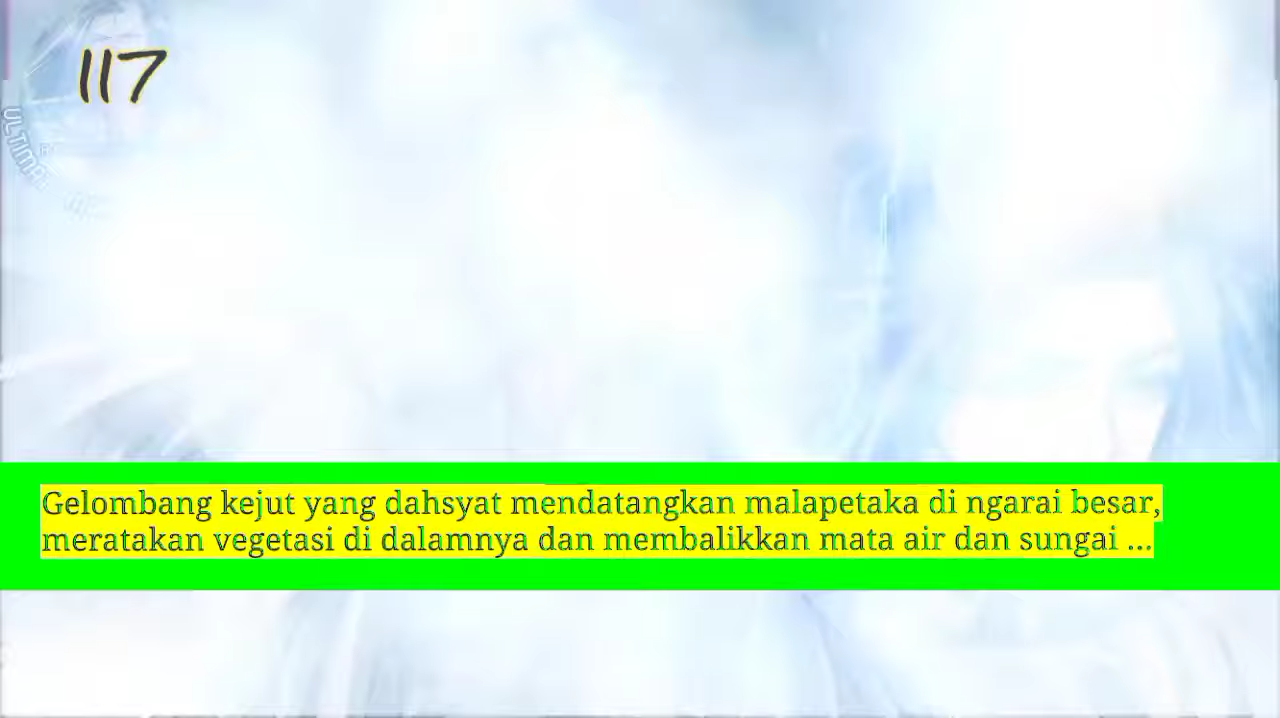 117
ULTIMA
Gelombang kejut yang dahsyat mendatangkan malapetaka di ngarai besar,
meratakan vegetasi di dalamnya dan membalikkan mata air dan sungai ...